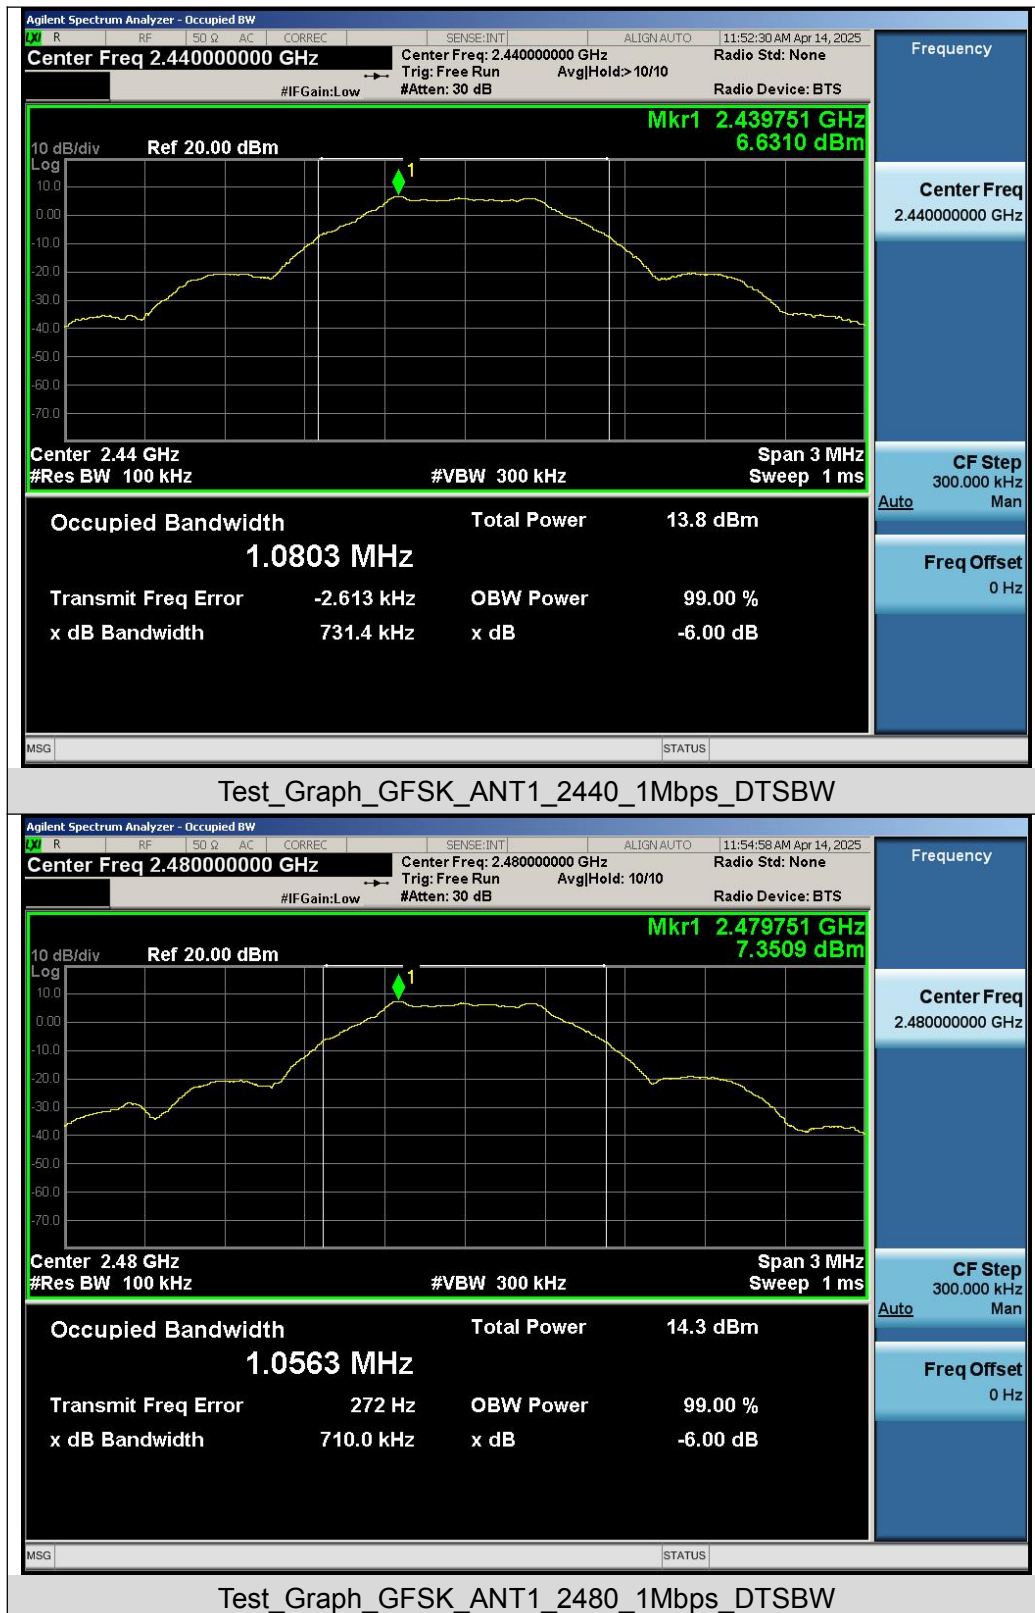 Agilent Spectrum Analyzer - Occupied BW
LXI R RF 50 Ω AC CORREC SENSE:INT ALIGN AUTO 11:52:30 AM Apr 14, 2025
Center Freq 2.440000000 GHz Center Freq: 2.440000000 GHz Radio Std: None
Trig: Free Run Avg|Hold:>10/10
#IFGain:Low #Atten: 30 dB Radio Device: BTS
Frequency
Mkr1 2.439751 GHz
6.6310 dBm
10 dB/div Ref 20.00 dBm
Log
1
10.0
0.00
-10.0
-20.0
-30.0
-40.0
-50.0
-60.0
-70.0
Center 2.44 GHz Span 3 MHz
#Res BW 100 kHz #VBW 300 kHz Sweep 1 ms
Center Freq
2.440000000 GHz
CF Step
300.000 kHz
Auto Man
Freq Offset
0 Hz
Occupied Bandwidth Total Power 13.8 dBm
1.0803 MHz
Transmit Freq Error -2.613 kHz OBW Power 99.00 %
x dB Bandwidth 731.4 kHz x dB -6.00 dB
MSG STATUS
Test_Graph_GFSK_ANT1_2440_1Mbps_DTSBW
Agilent Spectrum Analyzer - Occupied BW
LXI R RF 50 Ω AC CORREC SENSE:INT ALIGN AUTO 11:54:58 AM Apr 14, 2025
Center Freq 2.480000000 GHz Center Freq: 2.480000000 GHz Radio Std: None
Trig: Free Run Avg|Hold: 10/10
#IFGain:Low #Atten: 30 dB Radio Device: BTS
Frequency
Mkr1 2.479751 GHz
7.3509 dBm
10 dB/div Ref 20.00 dBm
Log
1
10.0
0.00
-10.0
-20.0
-30.0
-40.0
-50.0
-60.0
-70.0
Center 2.48 GHz Span 3 MHz
#Res BW 100 kHz #VBW 300 kHz Sweep 1 ms
Center Freq
2.480000000 GHz
CF Step
300.000 kHz
Auto Man
Freq Offset
0 Hz
Occupied Bandwidth Total Power 14.3 dBm
1.0563 MHz
Transmit Freq Error 272 Hz OBW Power 99.00 %
x dB Bandwidth 710.0 kHz x dB -6.00 dB
MSG STATUS
Test_Graph_GFSK_ANT1_2480_1Mbps_DTSBW